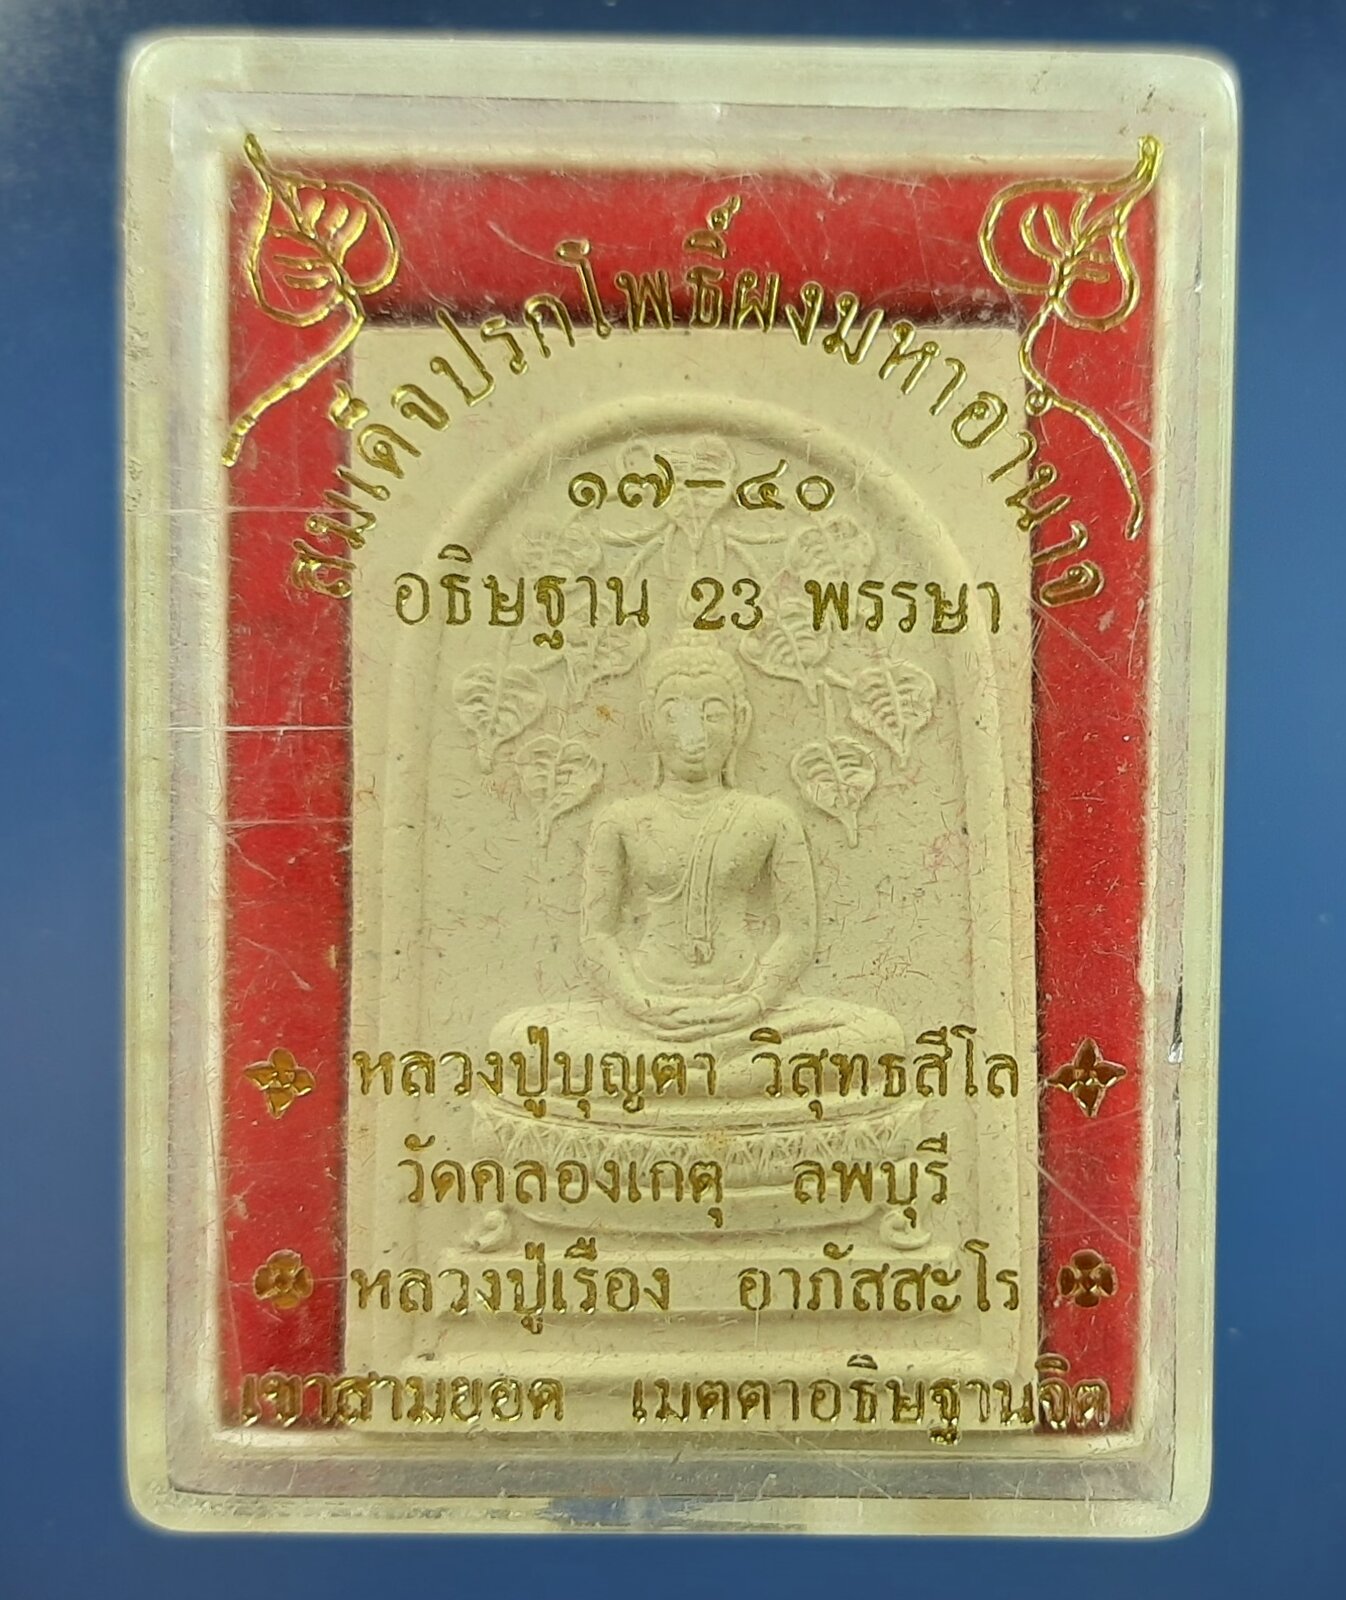 สมเด็จปรกโพธิ์ผงมหาอำนาจ
๑๗-๔๐
อธิษฐาน 23 พรรษา
หลวงปู่บุญตา วิสุทธสีโล
วัดคลองเกตุ ลพบุรี
หลวงปู่เรือง อาภัสสะโร
เขาสามยอด เมตตาอธิษฐานจิต